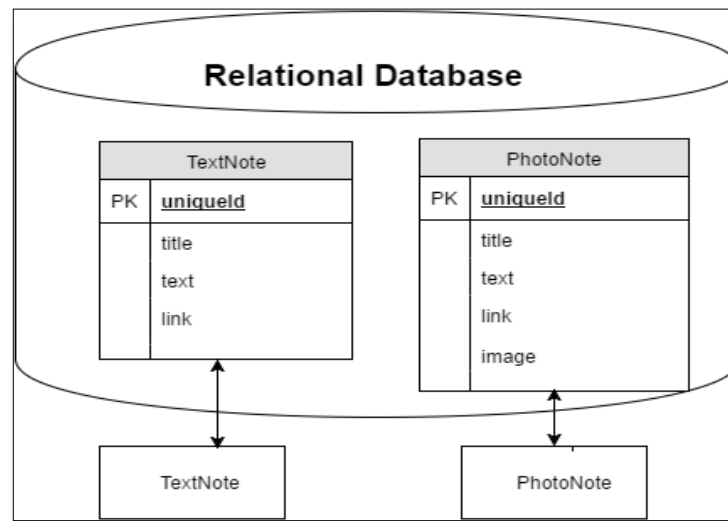 Relational Database
TextNote
PK uniqueId
title
text
link
PhotoNote
PK uniqueId
title
text
link
image
TextNote
PhotoNote